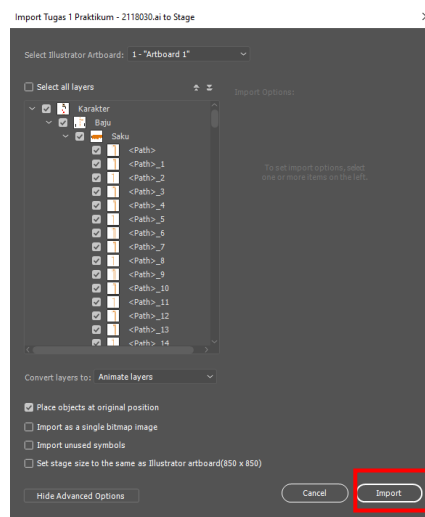 Import Tugas 1 Praktikum - 2118030.ai to Stage
Select Illustrator Artboard: 1 - "Artboard 1"
Select all layers
Import Options:
Karakter
Baju
Saku
<Path>
<Path>_1
<Path>_2
<Path>_3
<Path>_4
<Path>_5
<Path>_6
<Path>_7
<Path>_8
<Path>_9
<Path>_10
<Path>_11
<Path>_12
<Path>_13
<Path>_14
To set import options, select
one or more items on the left.
Convert layers to: Animate layers
Place objects at original position
Import as a single bitmap image
Import unused symbols
Set stage size to the same as Illustrator artboard(850 x 850)
Hide Advanced Options
Cancel
Import